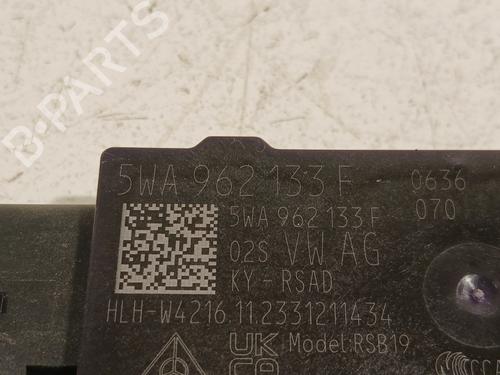 B-PARTS
5WA 962 133 F 0636
5WA 962 133 F 070
02S VW AG
KY - RSAD
HLH-W4216 11.2331211434
Model:RSB19
UK
CA